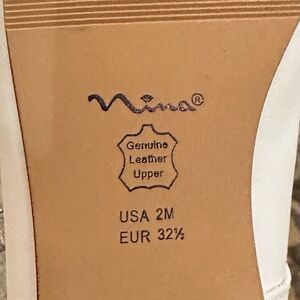 Nina®
Genuine
Leather
Upper
USA 2M
EUR 32½